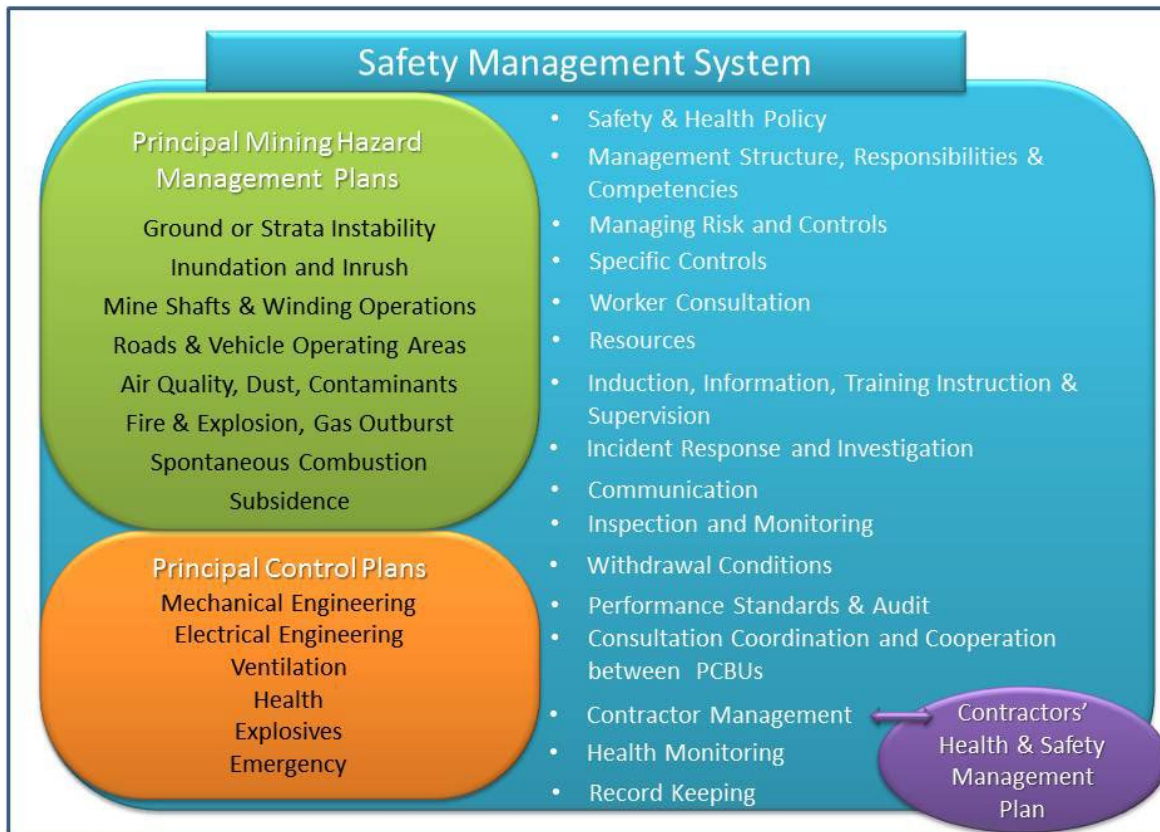 Safety Management System
Principal Mining Hazard
Management Plans
Ground or Strata Instability
Inundation and Inrush
Mine Shafts & Winding Operations
Roads & Vehicle Operating Areas
Air Quality, Dust, Contaminants
Fire & Explosion, Gas Outburst
Spontaneous Combustion
Subsidence
Principal Control Plans
Mechanical Engineering
Electrical Engineering
Ventilation
Health
Explosives
Emergency
• Safety & Health Policy
• Management Structure, Responsibilities &
Competencies
• Managing Risk and Controls
• Specific Controls
• Worker Consultation
• Resources
• Induction, Information, Training Instruction &
Supervision
• Incident Response and Investigation
• Communication
• Inspection and Monitoring
• Withdrawal Conditions
• Performance Standards & Audit
• Consultation Coordination and Cooperation
between PCBUs
• Contractor Management
• Health Monitoring
• Record Keeping
Contractors'
Health & Safety
Management
Plan